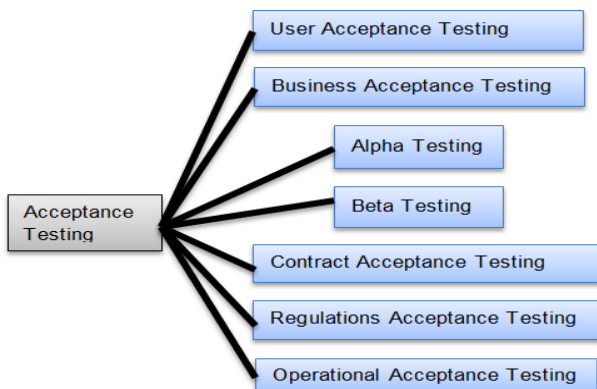 User Acceptance Testing
Business Acceptance Testing
Alpha Testing
Beta Testing
Acceptance
Testing
Contract Acceptance Testing
Regulations Acceptance Testing
Operational Acceptance Testing